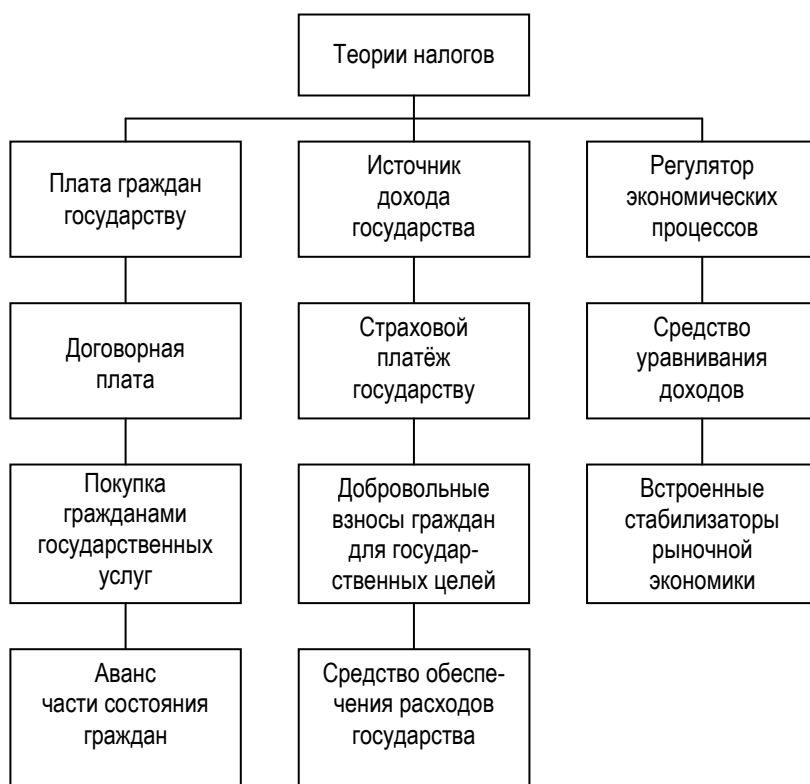 Теории налогов
Плата граждан
государству
Источник
дохода
государства
Регулятор
экономических
процессов
Договорная
плата
Страховой
платёж
государству
Средство
уравнивания
доходов
Покупка
гражданами
государственных
услуг
Добровольные
взносы граждан
для государ-
ственных целей
Встроенные
стабилизаторы
рыночной
экономики
Аванс
части состояния
граждан
Средство обеспе-
чения расходов
государства